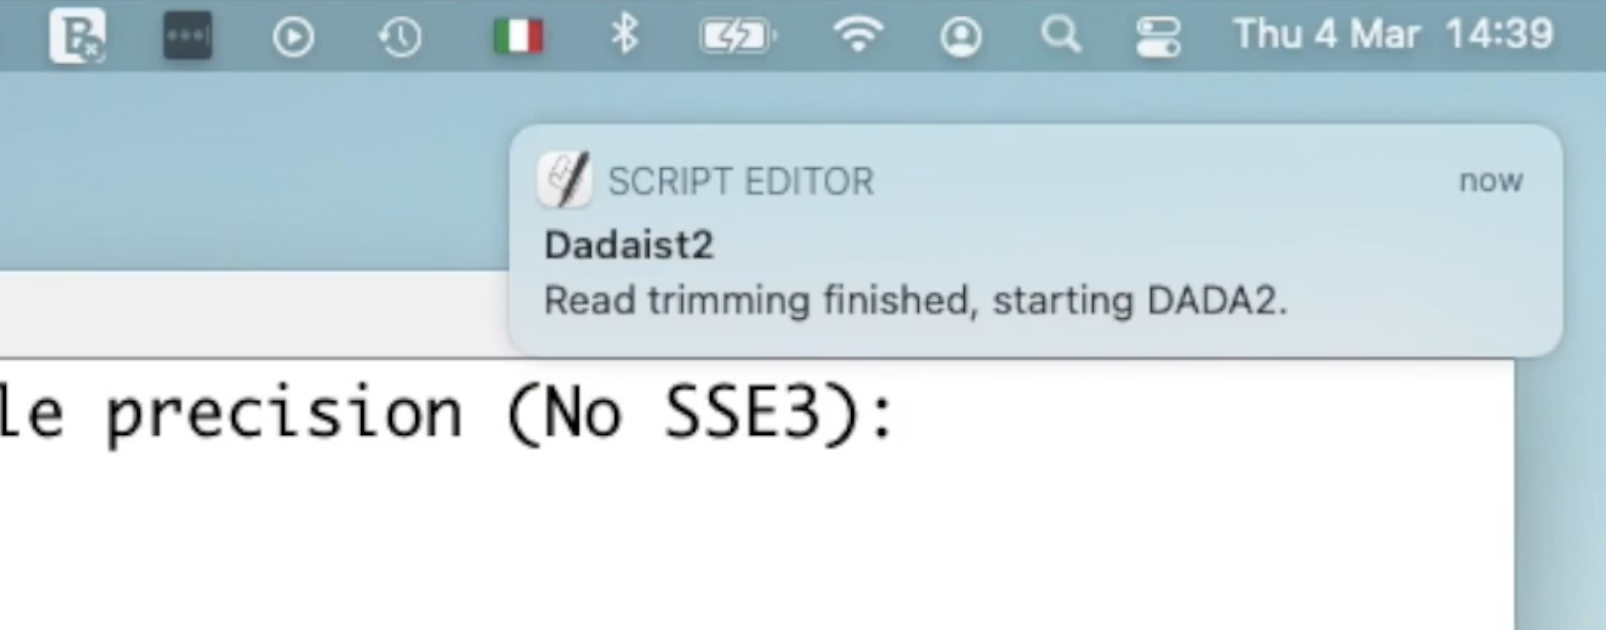 Thu 4 Mar 14:39
SCRIPT EDITOR
now
Dadaist2
Read trimming finished, starting DADA2.
le precision (No SSE3):